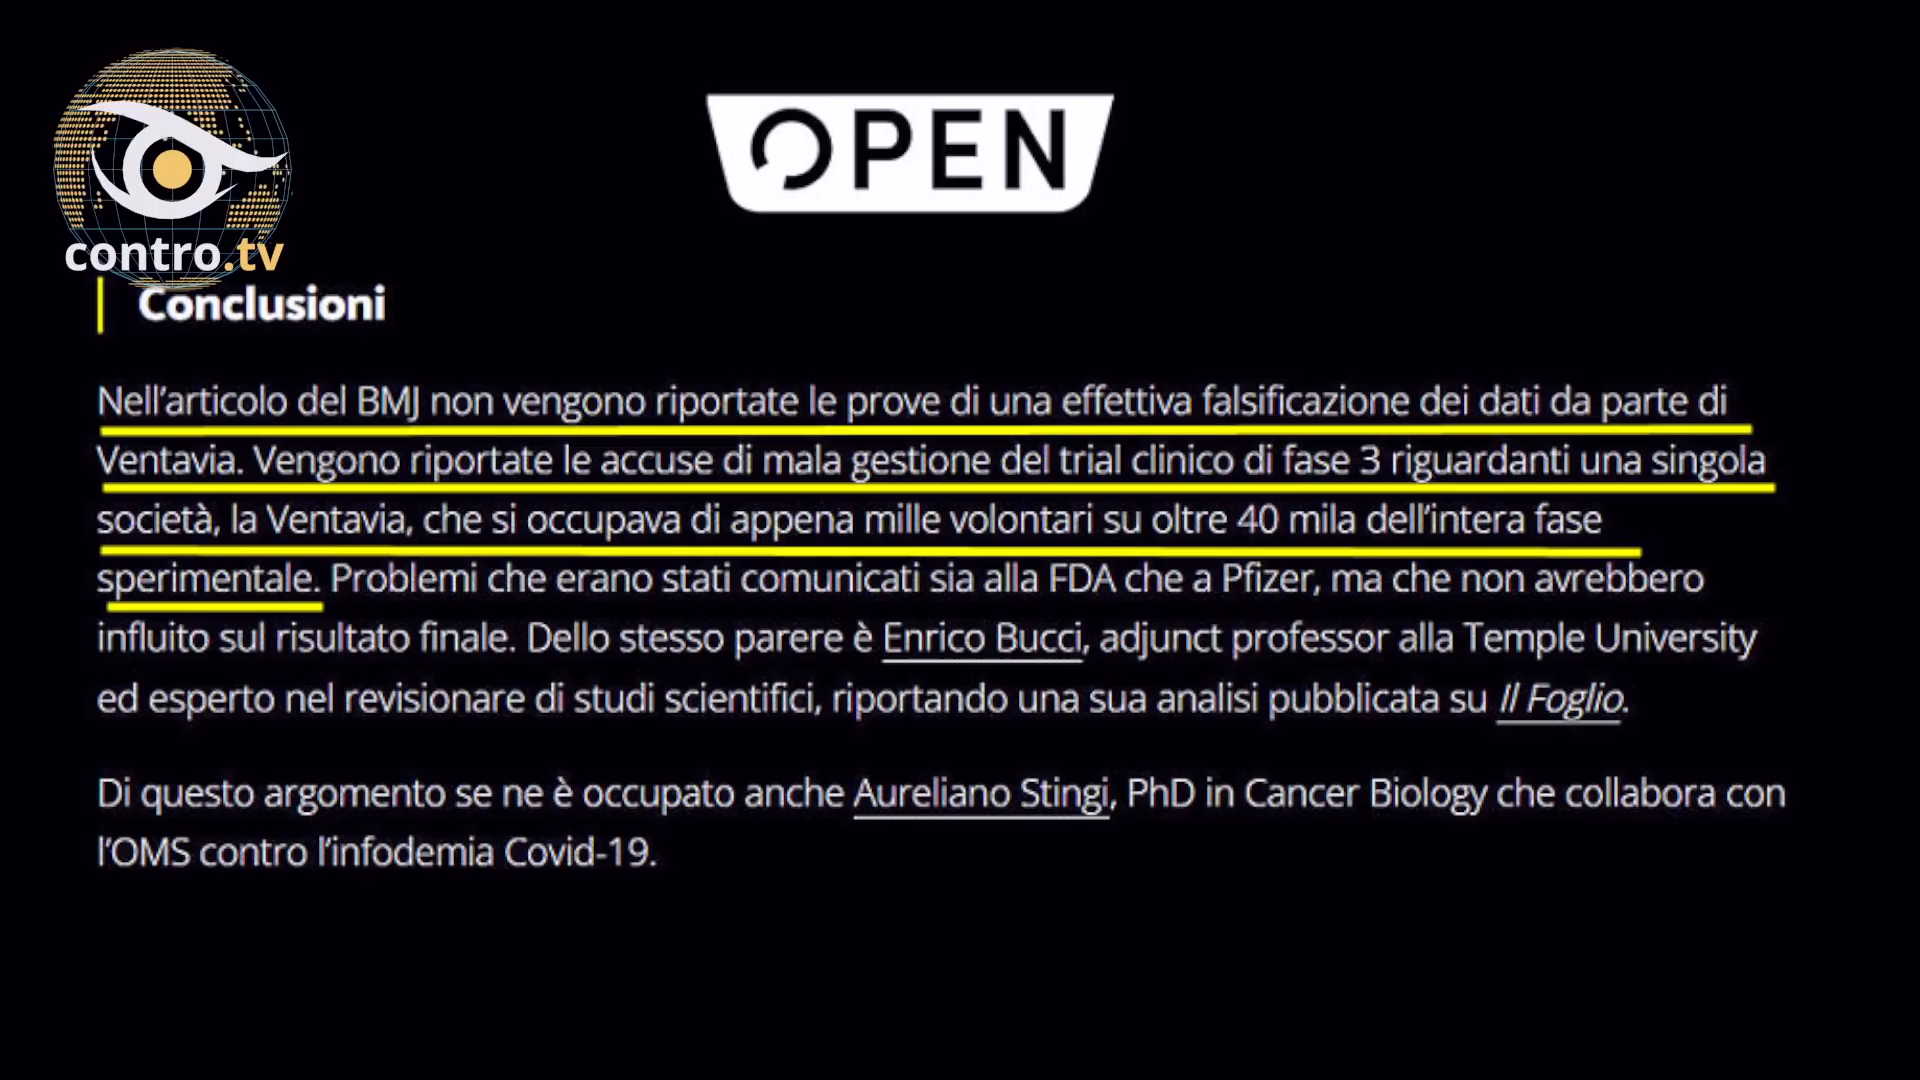 OPEN
contro.tv
Conclusioni
Nell'articolo del BMJ non vengono riportate le prove di una effettiva falsificazione dei dati da parte di
Ventavia. Vengono riportate le accuse di mala gestione del trial clinico di fase 3 riguardanti una singola
società, la Ventavia, che si occupava di appena mille volontari su oltre 40 mila dell'intera fase
sperimentale. Problemi che erano stati comunicati sia alla FDA che a Pfizer, ma che non avrebbero
influito sul risultato finale. Dello stesso parere è Enrico Bucci, adjunct professor alla Temple University
ed esperto nel revisionare di studi scientifici, riportando una sua analisi pubblicata su Il Foglio.
Di questo argomento se ne è occupato anche Aureliano Stingi, PhD in Cancer Biology che collabora con
l'OMS contro l'infodemia Covid-19.